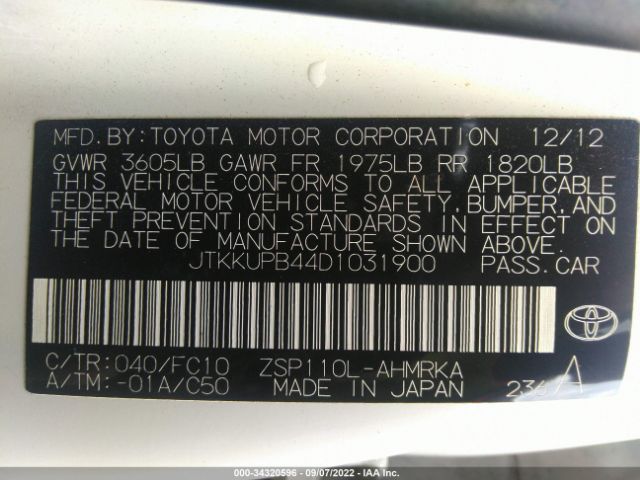 MFD.BY:TOYOTA MOTOR CORPORATION 12/12
GVWR 3605LB GAWR FR 1975LB RR 1820LB
THIS VEHICLE CONFORMS TO ALL APPLICABLE
FEDERAL MOTOR VEHICLE SAFETY, BUMPER, AND
THEFT PREVENTION STANDARDS IN EFFECT ON
THE DATE OF MANUFACTURE SHOWN ABOVE.
JTKKUPB44D1031900 PASS.CAR
C/TR:040/FC10 ZSP110L-AHMRKA
A/TM:-01A/C50 MADE IN JAPAN 236 A
000-34320596 - 09/07/2022 - IAA Inc.